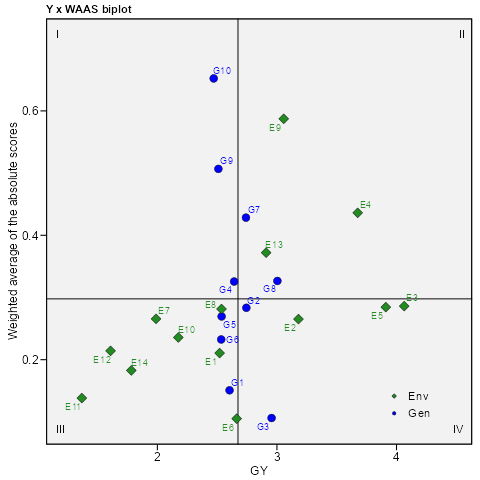 Y x WAAS biplot
I
II
G10
0.6
E9
G9
E4
G7
0.4
E13
G4
G8
E3
E8
G2
E7
E5
G5
E2
E10
G6
E12
E14
E1
0.2
G1
E11
Env
Gen
E6
G3
III
IV
2
3
4
GY
Weighted average of the absolute scores